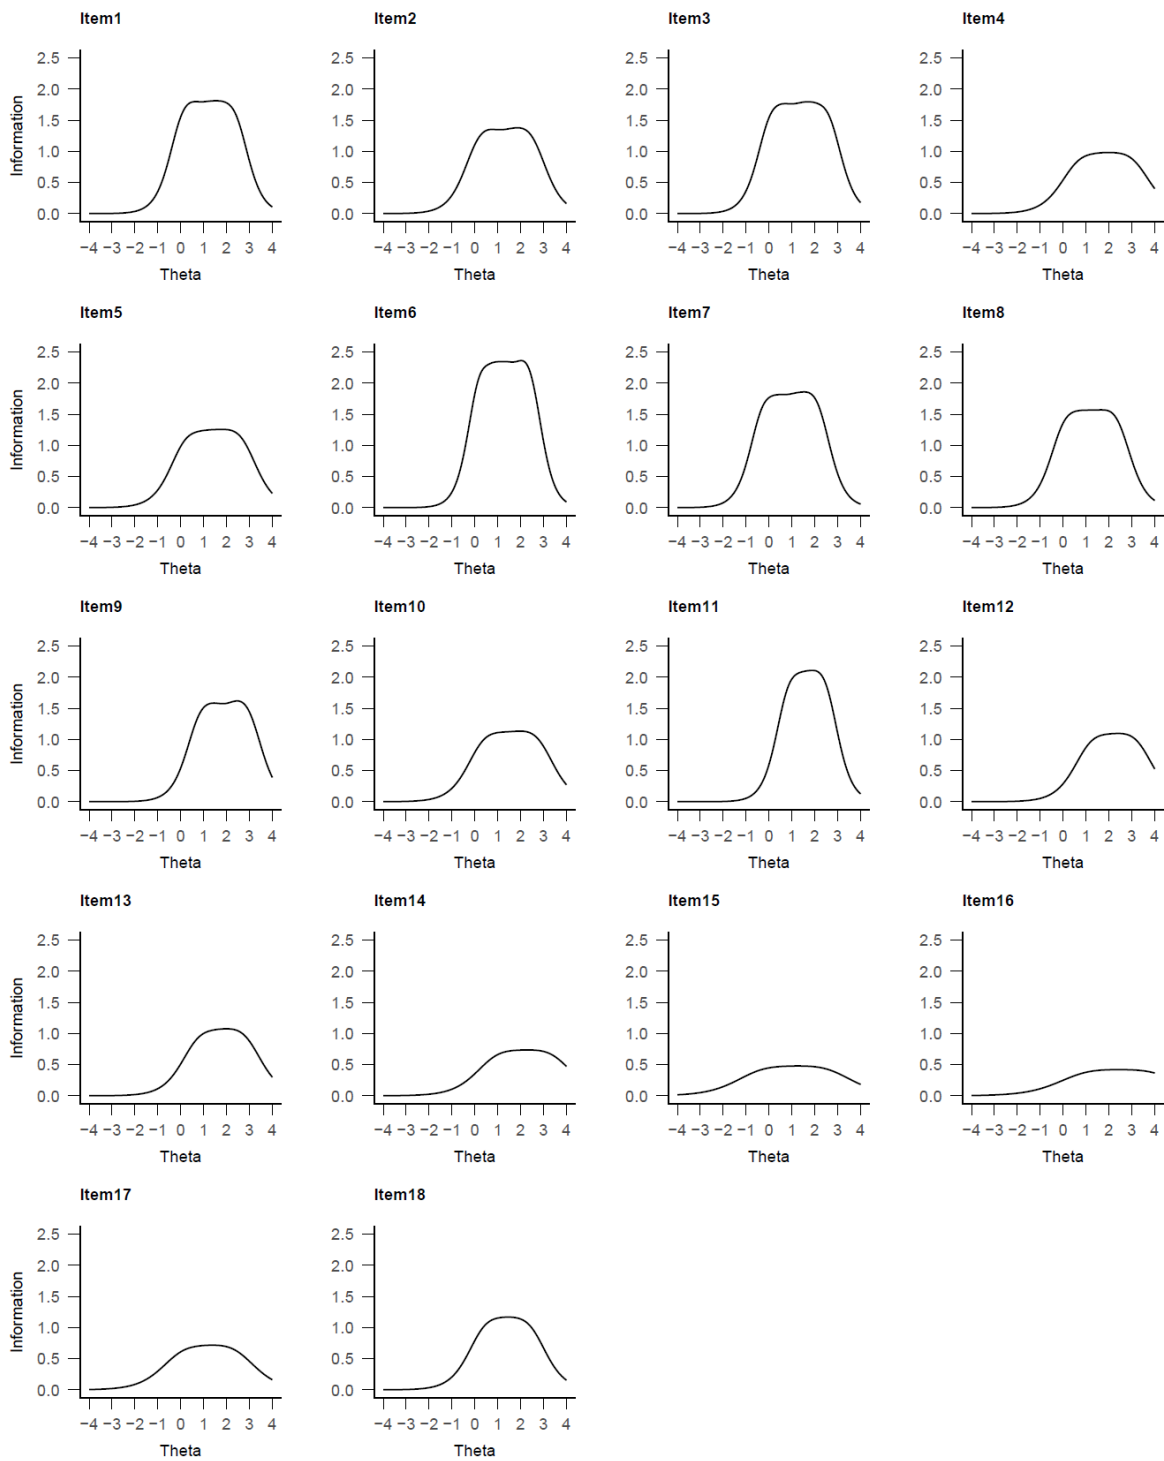 Item1 Item2 Item3 Item4
2.5 2.5 2.5 2.5
2.0 2.0 2.0 2.0
1.5 1.5 1.5 1.5
1.0 1.0 1.0 1.0
0.5 0.5 0.5 0.5
0.0 0.0 0.0 0.0
Information
−4 −3 −2 −1 0 1 2 3 4 −4 −3 −2 −1 0 1 2 3 4 −4 −3 −2 −1 0 1 2 3 4 −4 −3 −2 −1 0 1 2 3 4
Theta Theta Theta Theta
Item5 Item6 Item7 Item8
2.5 2.5 2.5 2.5
2.0 2.0 2.0 2.0
1.5 1.5 1.5 1.5
1.0 1.0 1.0 1.0
0.5 0.5 0.5 0.5
0.0 0.0 0.0 0.0
Information
−4 −3 −2 −1 0 1 2 3 4 −4 −3 −2 −1 0 1 2 3 4 −4 −3 −2 −1 0 1 2 3 4 −4 −3 −2 −1 0 1 2 3 4
Theta Theta Theta Theta
Item9 Item10 Item11 Item12
2.5 2.5 2.5 2.5
2.0 2.0 2.0 2.0
1.5 1.5 1.5 1.5
1.0 1.0 1.0 1.0
0.5 0.5 0.5 0.5
0.0 0.0 0.0 0.0
Information
−4 −3 −2 −1 0 1 2 3 4 −4 −3 −2 −1 0 1 2 3 4 −4 −3 −2 −1 0 1 2 3 4 −4 −3 −2 −1 0 1 2 3 4
Theta Theta Theta Theta
Item13 Item14 Item15 Item16
2.5 2.5 2.5 2.5
2.0 2.0 2.0 2.0
1.5 1.5 1.5 1.5
1.0 1.0 1.0 1.0
0.5 0.5 0.5 0.5
0.0 0.0 0.0 0.0
Information
−4 −3 −2 −1 0 1 2 3 4 −4 −3 −2 −1 0 1 2 3 4 −4 −3 −2 −1 0 1 2 3 4 −4 −3 −2 −1 0 1 2 3 4
Theta Theta Theta Theta
Item17 Item18
2.5 2.5
2.0 2.0
1.5 1.5
1.0 1.0
0.5 0.5
0.0 0.0
Information
−4 −3 −2 −1 0 1 2 3 4 −4 −3 −2 −1 0 1 2 3 4
Theta Theta